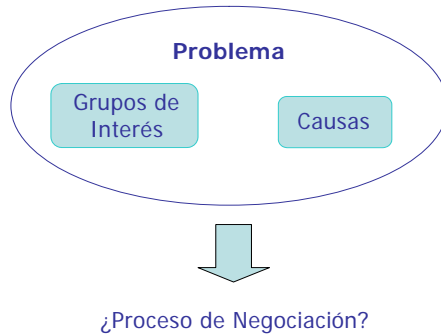 Problema
Grupos de
Interés
Causas
¿Proceso de Negociación?